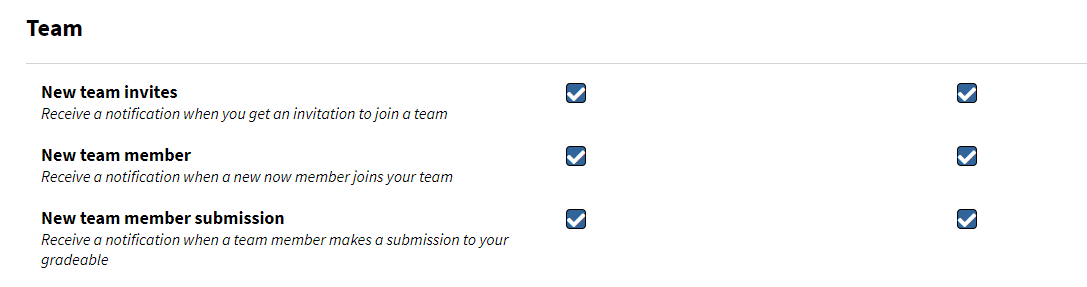 Team
New team invites
Receive a notification when you get an invitation to join a team
New team member
Receive a notification when a new now member joins your team
New team member submission
Receive a notification when a team member makes a submission to your
gradeable